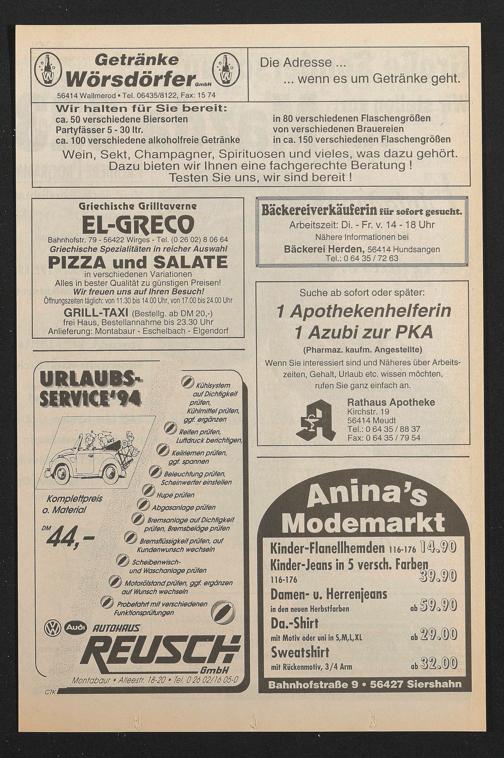 Getränke
Wörsdörfer GmbH
56414 Wallmerod • Tel. 06435/8122, Fax: 15 74
Die Adresse ...
... wenn es um Getränke geht.
Wir halten für Sie bereit:
ca. 50 verschiedene Biersorten
Partyfässer 5 - 30 ltr.
ca. 100 verschiedene alkoholfreie Getränke
in 80 verschiedenen Flaschengrößen
von verschiedenen Brauereien
in ca. 150 verschiedenen Flaschengrößen
Wein, Sekt, Champagner, Spirituosen und vieles, was dazu gehört.
Dazu bieten wir Ihnen eine fachgerechte Beratung !
Testen Sie uns, wir sind bereit !
Griechische Grilltaverne
EL-GRECO
Bahnhofstr. 79 - 56422 Wirges - Tel. (0 26 02) 8 06 64
Griechische Spezialitäten in reicher Auswahl
PIZZA und SALATE
in verschiedenen Variationen
Alles in bester Qualität zu günstigen Preisen!
Wir freuen uns auf Ihren Besuch!
Öffnungszeiten täglich: von 11.30 bis 14.00 Uhr, von 17.00 bis 24.00 Uhr
GRILL-TAXI (Bestellg. ab DM 20,-)
frei Haus, Bestellannahme bis 23.30 Uhr
Anlieferung: Montabaur - Eschelbach - Elgendorf
Bäckereiverkäuferin für sofort gesucht.
Arbeitszeit: Di. - Fr. v. 14 - 18 Uhr
Nähere Informationen bei
Bäckerei Herden, 56414 Hundsangen
Tel.: 0 64 35 / 72 63
Suche ab sofort oder später:
1 Apothekenhelferin
1 Azubi zur PKA
(Pharmaz. kaufm. Angestellte)
Wenn Sie interessiert sind und Näheres über Arbeits-
zeiten, Gehalt, Urlaub etc. wissen möchten,
rufen Sie ganz einfach an.
Rathaus Apotheke
Kirchstr. 19
56414 Meudt
Tel.: 0 64 35 / 88 37
Fax: 0 64 35 / 79 54
URLAUBS-
SERVICE '94
Kühlsystem
auf Dichtigkeit
prüfen,
Kühlmittel prüfen,
ggf. ergänzen
Reifen prüfen,
Luftdruck berichtigen,
Keilriemen prüfen,
ggf. spannen
Beleuchtung prüfen,
Scheinwerfer einstellen
Hupe prüfen
Abgasanlage prüfen
Bremsanlage auf Dichtigkeit
prüfen, Bremsbeläge prüfen
Bremsflüssigkeit prüfen, auf
Kundenwunsch wechseln
Scheibenwisch-
und Waschanlage prüfen
Motorölstand prüfen, ggf. ergänzen
auf Wunsch wechseln
Probefahrt mit verschiedenen
Funktionsprüfungen
Komplettpreis
o. Material
DM
44,-
Audi AUTOHAUS
REUSCH
GmbH
Montabaur • Alleestr. 16-20 • Tel. 0 26 02/16 05-0
CTK
Anina's
Modemarkt
Kinder-Flanellhemden 116-176 14.90
Kinder-Jeans in 5 versch. Farben
116-176 39.90
Damen- u. Herrenjeans
in den neuen Herbstfarben ab 59.90
Da.-Shirt
mit Motiv oder uni in S,M,L,XL ab 29.00
Sweatshirt
mit Rückenmotiv, 3/4 Arm ab 32.00
Bahnhofstraße 9 • 56427 Siershahn